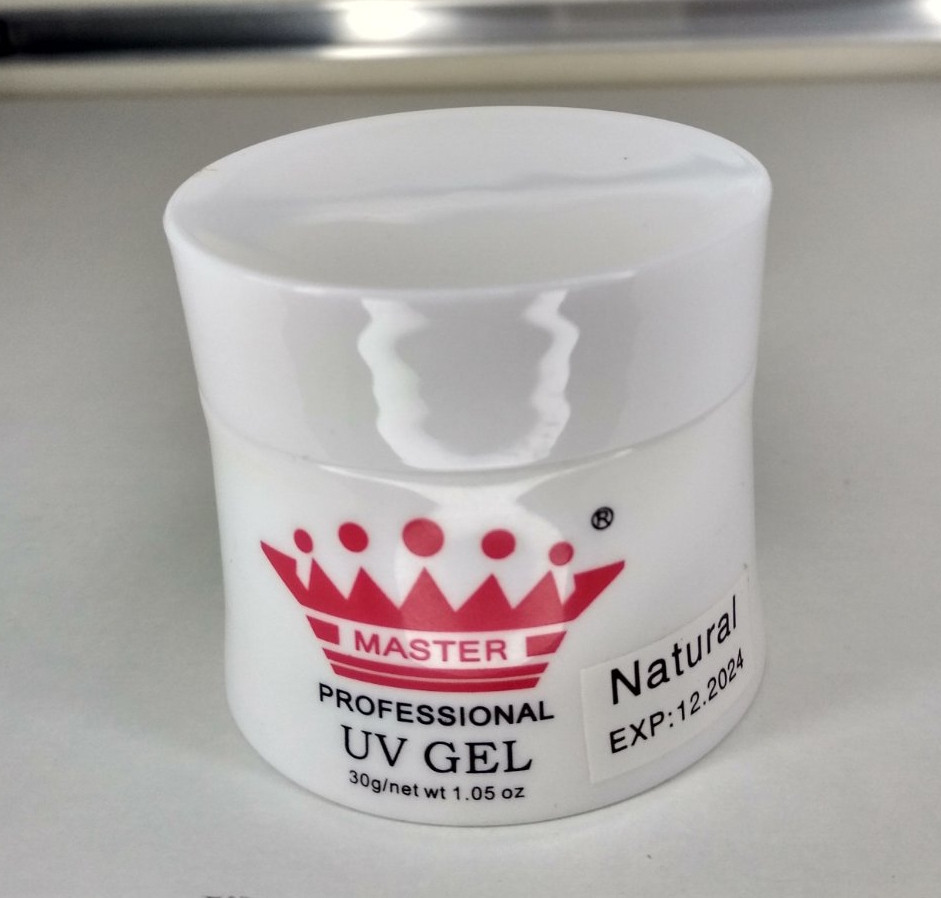 ®
MASTER
PROFESSIONAL
UV GEL
30g/net wt 1.05 oz
Natural
EXP:12.2024